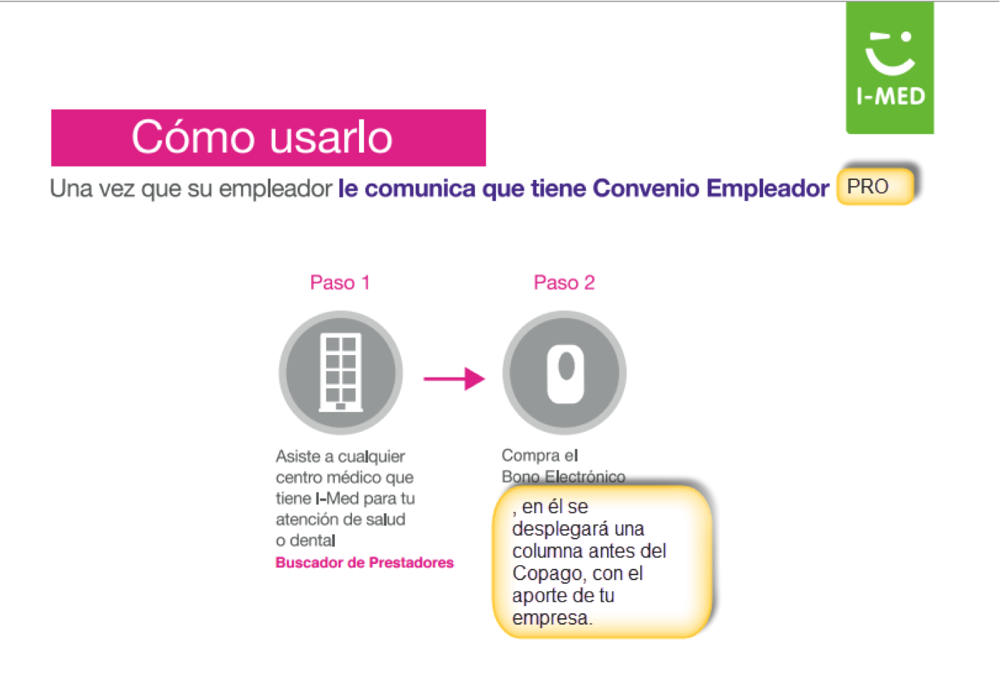 I-MED
Cómo usarlo
Una vez que su empleador le comunica que tiene Convenio Empleador PRO
Paso 1
Asiste a cualquier
centro médico que
tiene I-Med para tu
atención de salud
o dental
Buscador de Prestadores
Paso 2
Compra el
Bono Electrónico
, en él se
desplegará una
columna antes del
Copago, con el
aporte de tu
empresa.